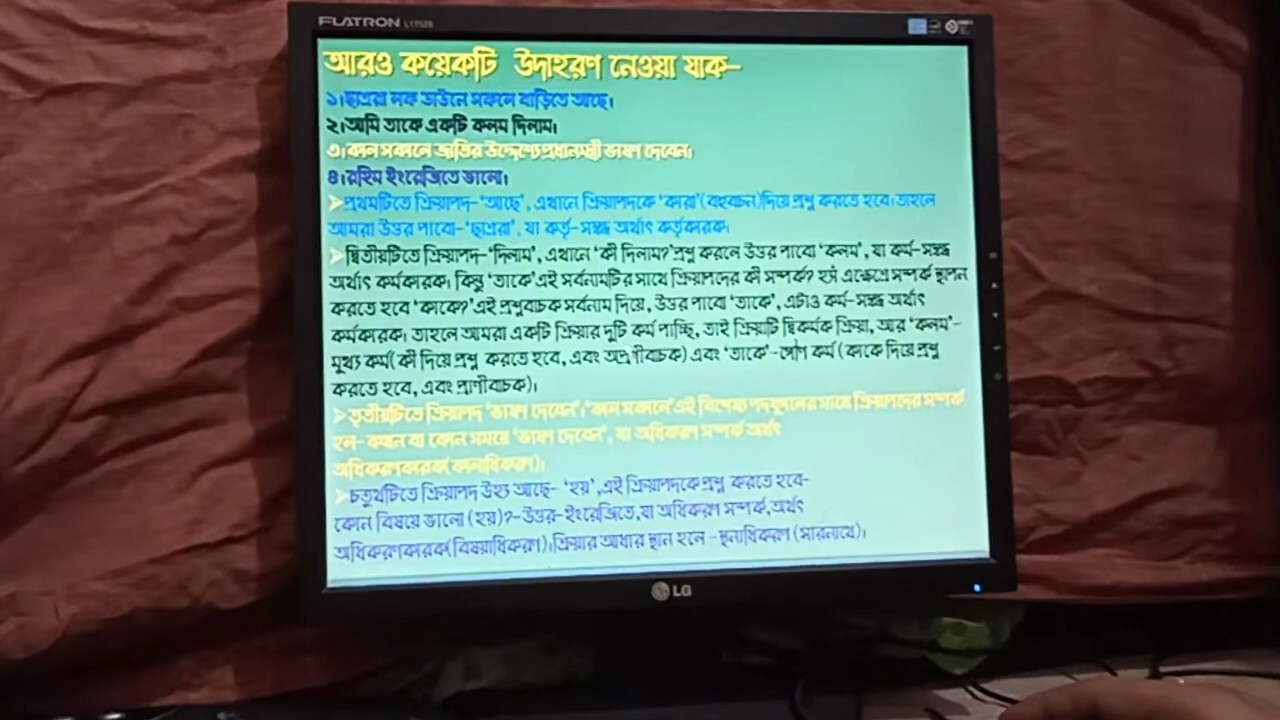 FLATRON L1752S
আরও কয়েকটি উদাহরণ নেওয়া যাক-
১।ছাত্ররা লক ডাউনে সকলে বাড়িতে আছে।
২।আমি তাকে একটি কলম দিলাম।
৩। কাল সকালে জাতির উদ্দেশ্যে প্রধানমন্ত্রী ভাষণ দেবেন।
৪। রহিম ইংরেজিতে ভালো।
➢প্রথমটিতে ক্রিয়াপদ-'আছে', এখানে ক্রিয়াপদকে 'কারা'(বহুবচন)দিয়ে প্রশ্ন করতে হবে।তাহলে
আমরা উত্তর পাবো-'ছাত্ররা', যা কর্তৃ-সম্বন্ধ অর্থাৎ কর্তৃকারক।
➢দ্বিতীয়টিতে ক্রিয়াপদ-'দিলাম', এখানে 'কী দিলাম?'প্রশ্ন করলে উত্তর পাবো 'কলম', যা কর্ম-সম্বন্ধ
অর্থাৎ কর্মকারক। কিন্তু 'তাকে'এই সর্বনামটির সাথে ক্রিয়াপদের কী সম্পর্ক? হ্যাঁ এক্ষেত্রে সম্পর্ক স্থাপন
করতে হবে 'কাকে?'এই প্রশ্নবাচক সর্বনাম দিয়ে, উত্তর পাবো 'তাকে', এটাও কর্ম-সম্বন্ধ অর্থাৎ
কর্মকারক। তাহলে আমরা একটি ক্রিয়ার দুটি কর্ম পাচ্ছি, তাই ক্রিয়াটি দ্বিকর্মক ক্রিয়া, আর 'কলম'-
মুখ্য কর্ম(কী দিয়ে প্রশ্ন করতে হবে, এবং অপ্রাণীবাচক) এবং 'তাকে'-গৌণ কর্ম(কাকে দিয়ে প্রশ্ন
করতে হবে, এবং প্রাণীবাচক)।
➢তৃতীয়টিতে ক্রিয়াপদ 'ভাষণ দেবেন'।'কাল সকালে'এই বিশেষ্য পদযুগলের সাথে ক্রিয়াপদের সম্পর্ক
হল-কখন বা কোন সময়ে 'ভাষণ দেবেন', যা অধিকরণ সম্পর্ক অর্থাৎ
অধিকরণকারক(কালাধিকরণ)।
➢চতুর্থটিতে ক্রিয়াপদ উহ্য আছে- 'হয়',এই ক্রিয়াপদকে প্রশ্ন করতে হবে-
কোন বিষয়ে ভালো (হয়)?-উত্তর-ইংরেজিতে,যা অধিকরণ সম্পর্ক,অর্থাৎ
অধিকরণকারক(বিষয়াধিকরণ)।ক্রিয়ার আধার স্থান হলে -স্থানাধিকরণ (সারনাথে)।
LG